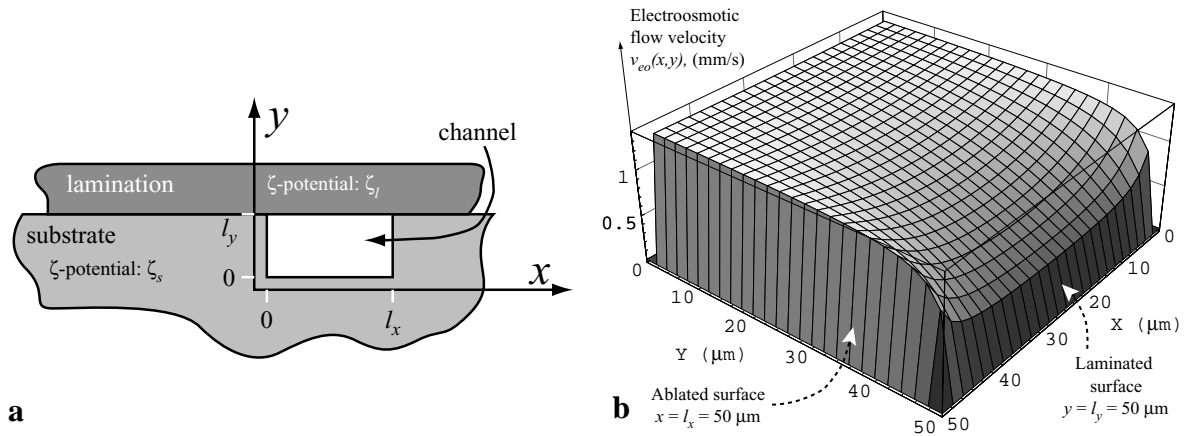 y
channel
lamination
ζ-potential: ζl
substrate
ly
ζ-potential: ζs
0
x
0
lx
a
Electroosmotic
flow velocity
veo(x,y), (mm/s)
1
0.5
0
10
20
30
40
50
Y (μm)
50
40
30
20
10
0
X (μm)
Ablated surface
x = lx = 50 μm
Laminated
surface
y = ly = 50 μm
b